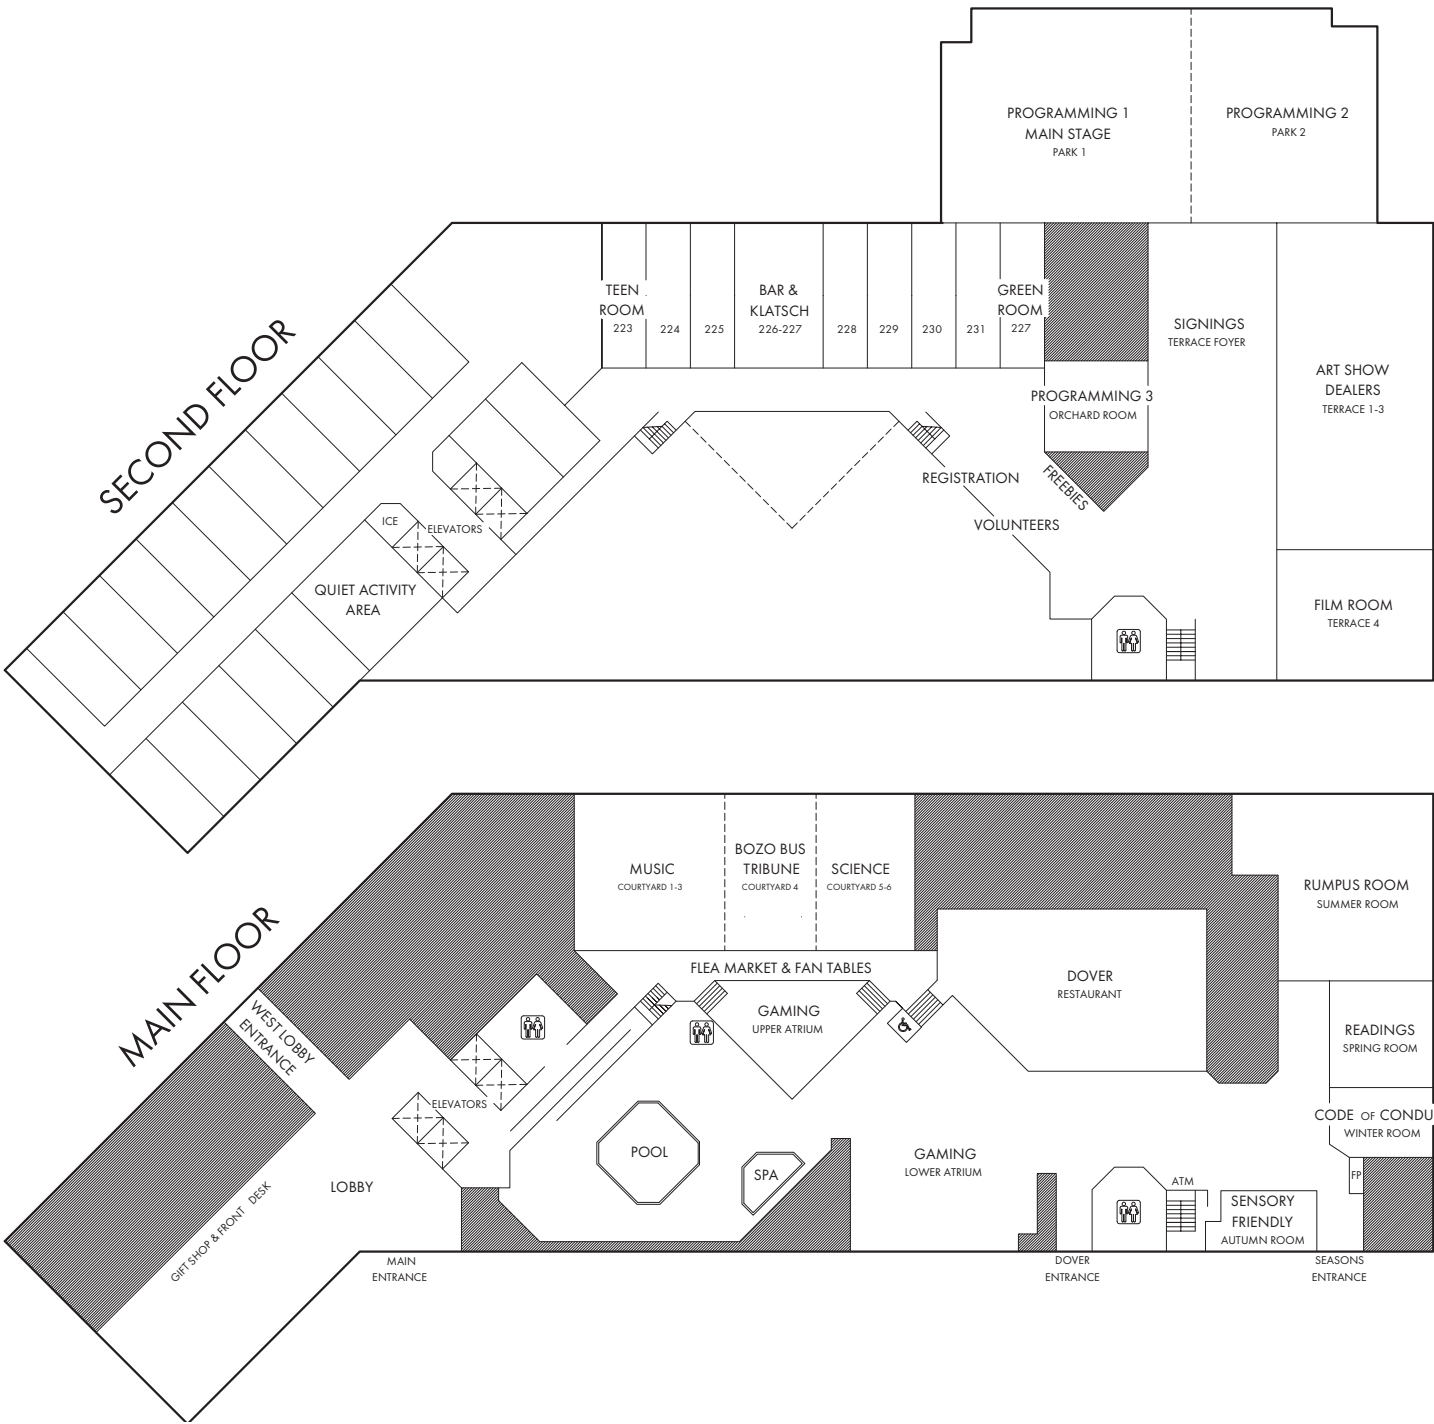 SECOND FLOOR
PROGRAMMING 1
MAIN STAGE
PARK 1
PROGRAMMING 2
PARK 2
TEEN
ROOM
223
224
225
BAR &
KLATSCH
226-227
228
229
230
231
GREEN
ROOM
227
SIGNINGS
TERRACE FOYER
ART SHOW
DEALERS
TERRACE 1-3
PROGRAMMING 3
ORCHARD ROOM
REGISTRATION
FREEBIES
VOLUNTEERS
ICE
ELEVATORS
QUIET ACTIVITY
AREA
FILM ROOM
TERRACE 4
MAIN FLOOR
MUSIC
COURTYARD 1-3
BOZO BUS
TRIBUNE
COURTYARD 4
SCIENCE
COURTYARD 5-6
RUMPUS ROOM
SUMMER ROOM
FLEA MARKET & FAN TABLES
DOVER
RESTAURANT
WEST LOBBY
ENTRANCE
GAMING
UPPER ATRIUM
READINGS
SPRING ROOM
ELEVATORS
CODE OF CONDU
WINTER ROOM
POOL
SPA
GAMING
LOWER ATRIUM
LOBBY
FP
ATM
SENSORY
FRIENDLY
AUTUMN ROOM
GIFT SHOP & FRONT DESK
MAIN
ENTRANCE
DOVER
ENTRANCE
SEASONS
ENTRANCE